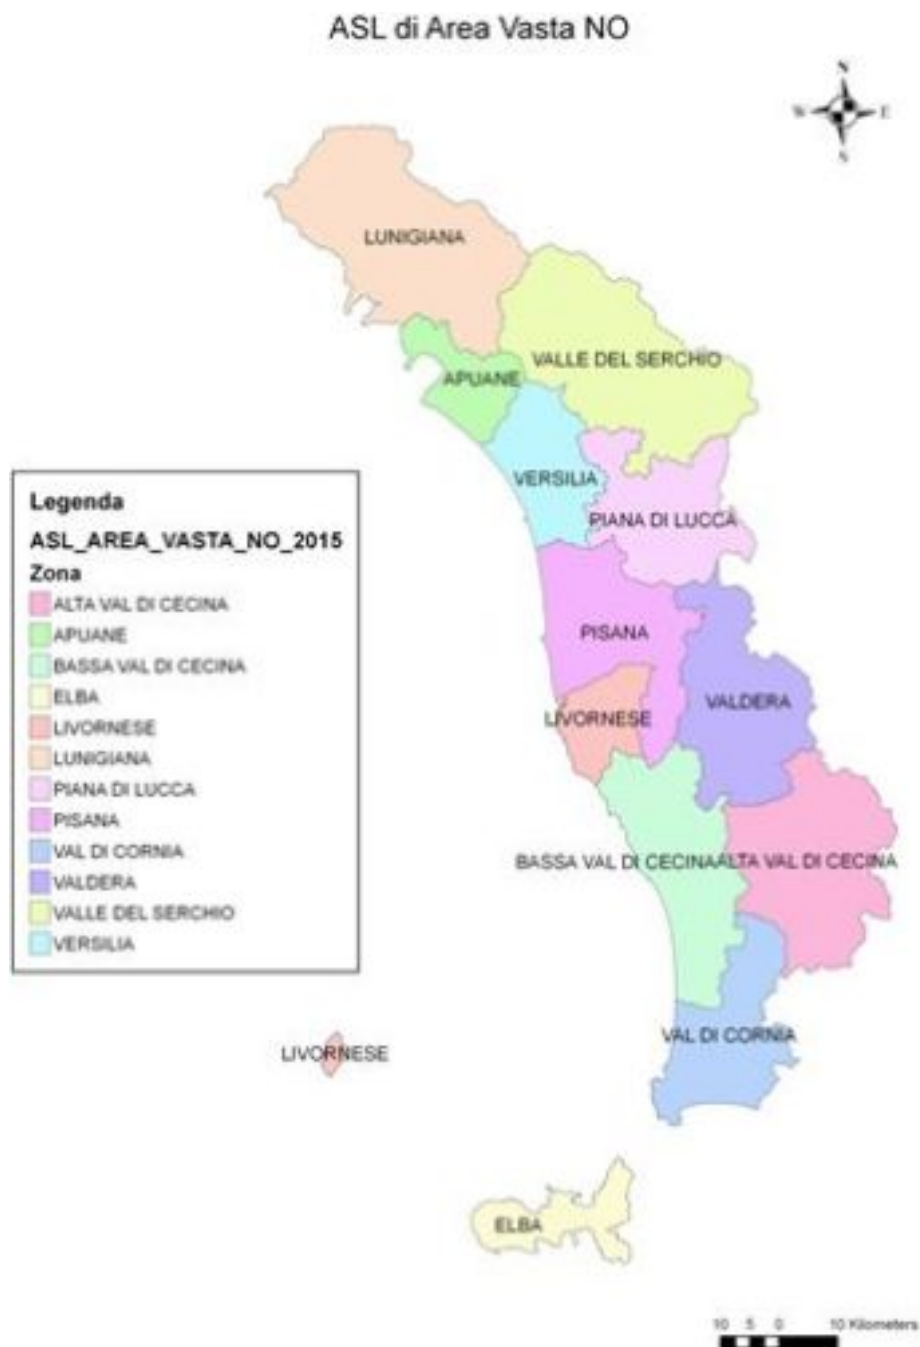 ASL di Area Vasta NO
N
W E
S
LUNIGIANA
VALLE DEL SERCHIO
APUANE
VERSILIA
PIANA DI LUCCA
PISANA
VALDERA
LIVORNESE
BASSA VAL DI CECINA
ALTA VAL DI CECINA
VAL DI CORNIA
LIVORNESE
ELBA
Legenda
ASL_AREA_VASTA_NO_2015
Zona
ALTA VAL DI CECINA
APUANE
BASSA VAL DI CECINA
ELBA
LIVORNESE
LUNIGIANA
PIANA DI LUCCA
PISANA
VAL DI CORNIA
VALDERA
VALLE DEL SERCHIO
VERSILIA
10 5 0 10 Kilometers